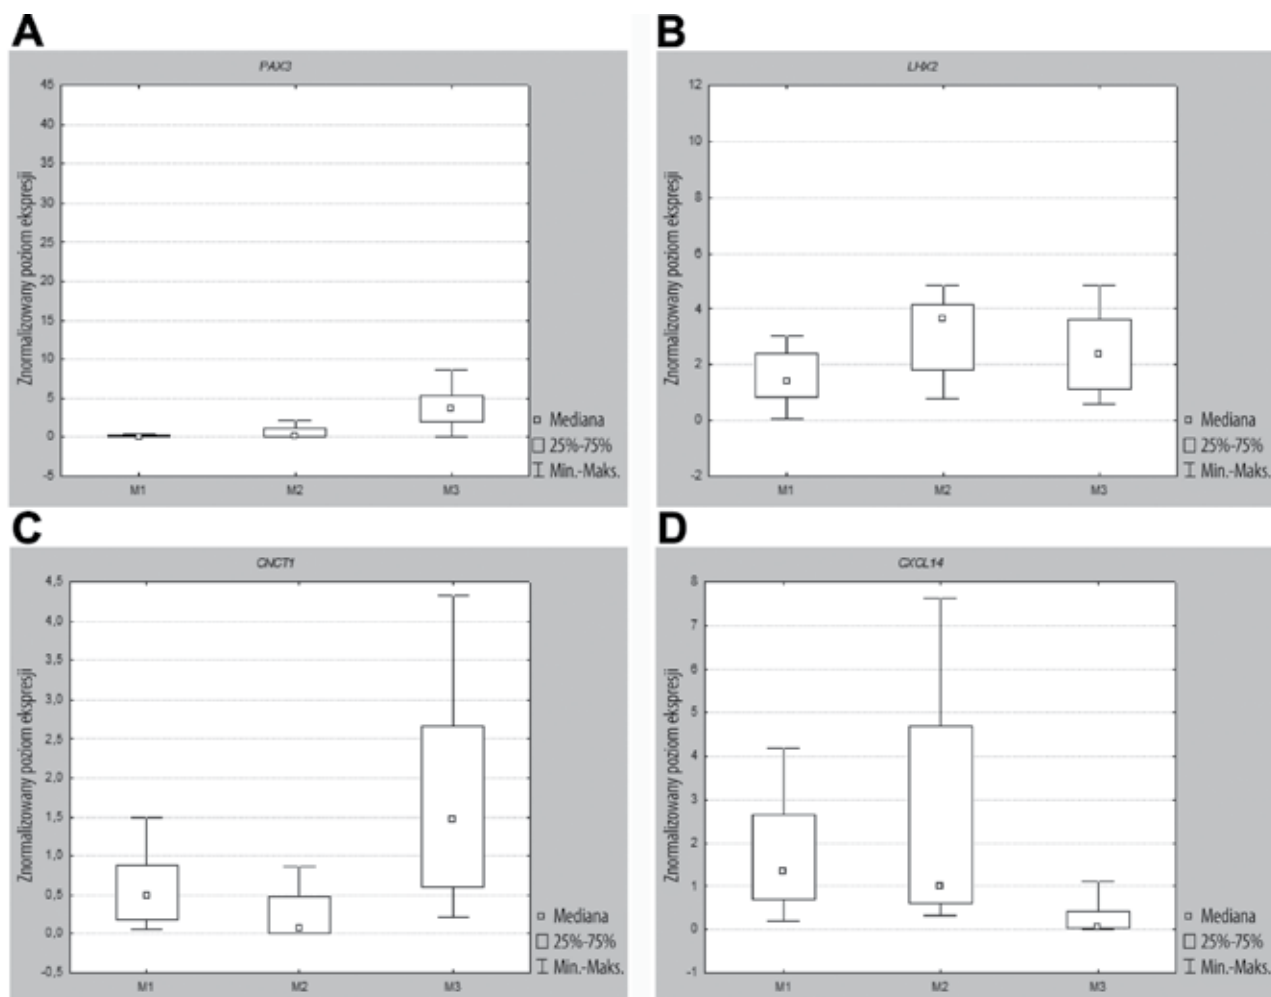 A
PAX3
Znormalizowany poziom ekspresji
45
40
35
30
25
20
15
10
5
0
-5
M1 M2 M3
Mediana
25%-75%
Min.-Maks.
B
LHX2
Znormalizowany poziom ekspresji
12
10
8
6
4
2
0
-2
M1 M2 M3
Mediana
25%-75%
Min.-Maks.
C
CNCT1
Znormalizowany poziom ekspresji
4,5
4,0
3,5
3,0
2,5
2,0
1,5
1,0
0,5
0,0
-0,5
M1 M2 M3
Mediana
25%-75%
Min.-Maks.
D
CXCL14
Znormalizowany poziom ekspresji
8
7
6
5
4
3
2
1
0
-1
M1 M2 M3
Mediana
25%-75%
Min.-Maks.